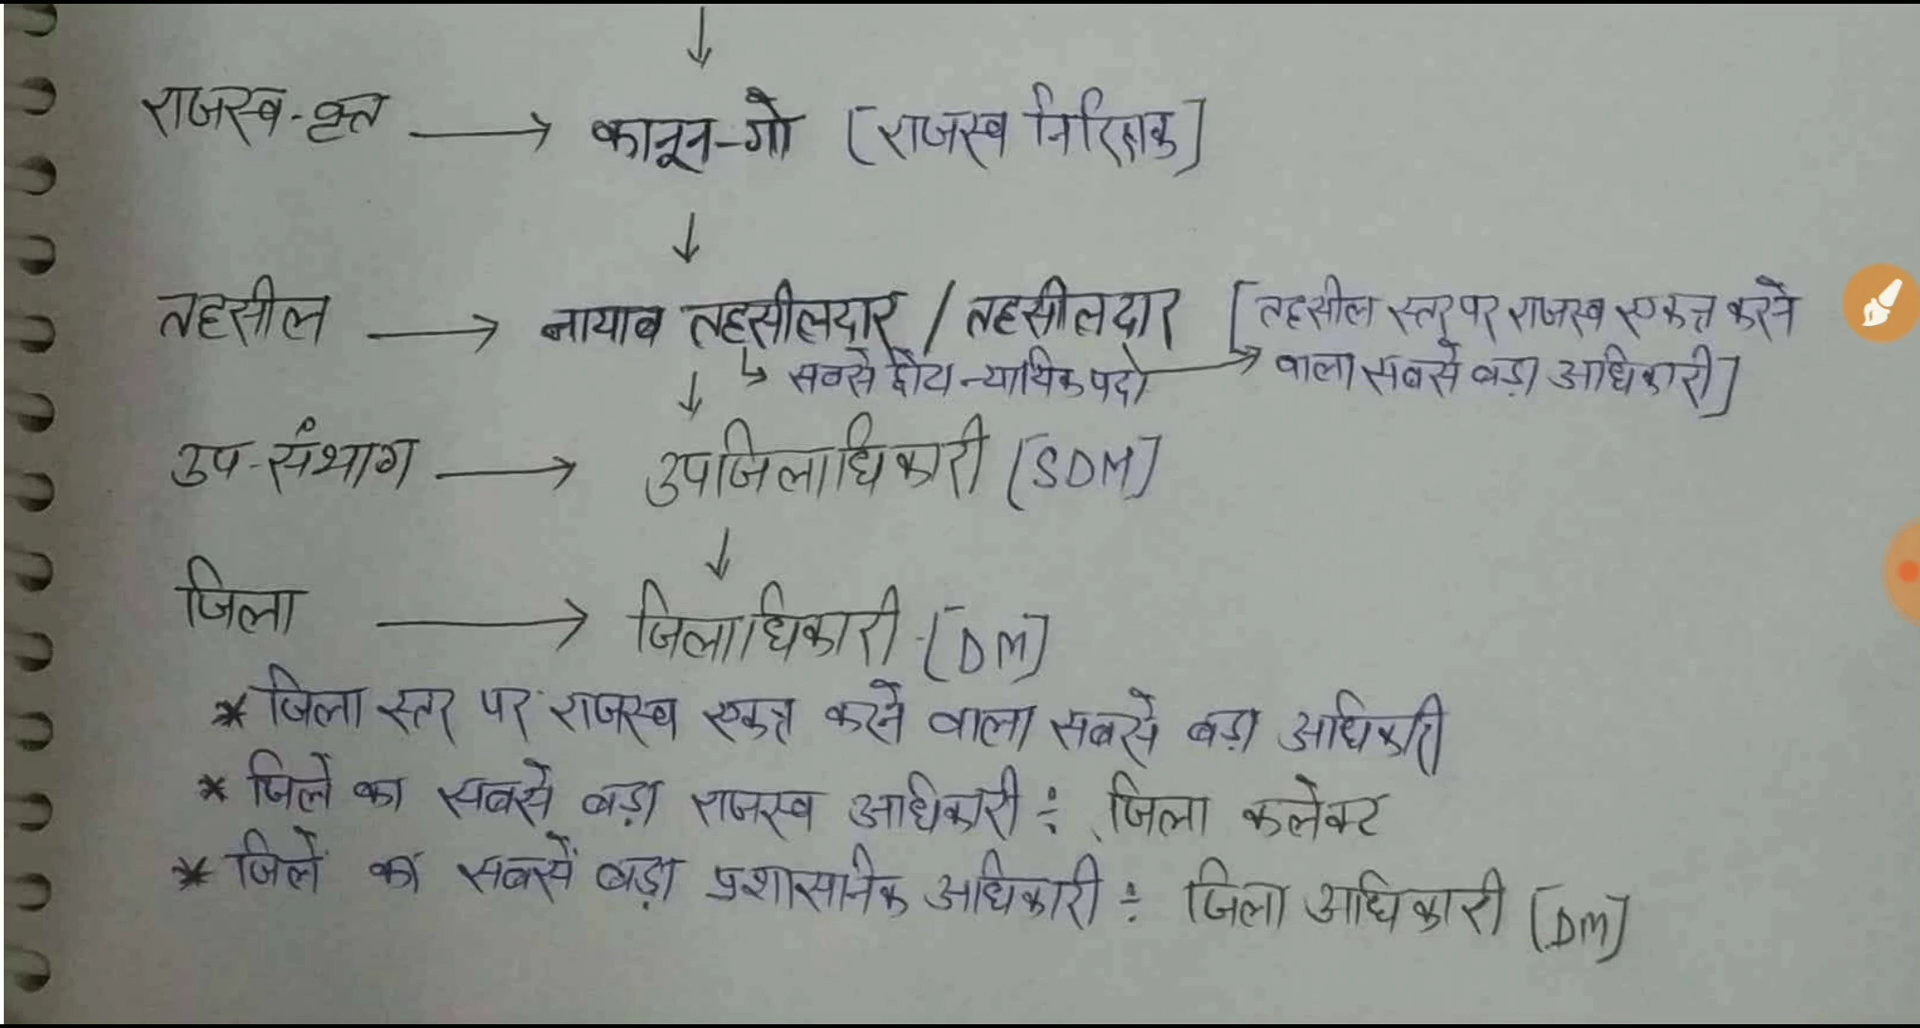 राजस्व-वृत्त → कानून-गो [राजस्व निरिक्षक]
तहसील → नायाब तहसीलदार / तहसीलदार [तहसील स्तर पर राजस्व एकत्र करने
↳ सबसे छोटा न्यायिक पदो → वाला सबसे बड़ा अधिकारी]
उप-संभाग → उपजिलाधिकारी [SDM]
जिला → जिलाधिकारी [DM]
* जिला स्तर पर राजस्व एकत्र करने वाला सबसे बड़ा अधिकारी
* जिले का सबसे बड़ा राजस्व अधिकारी ÷ जिला कलेक्टर
* जिले का सबसे बड़ा प्रशासनिक अधिकारी ÷ जिला अधिकारी [DM]